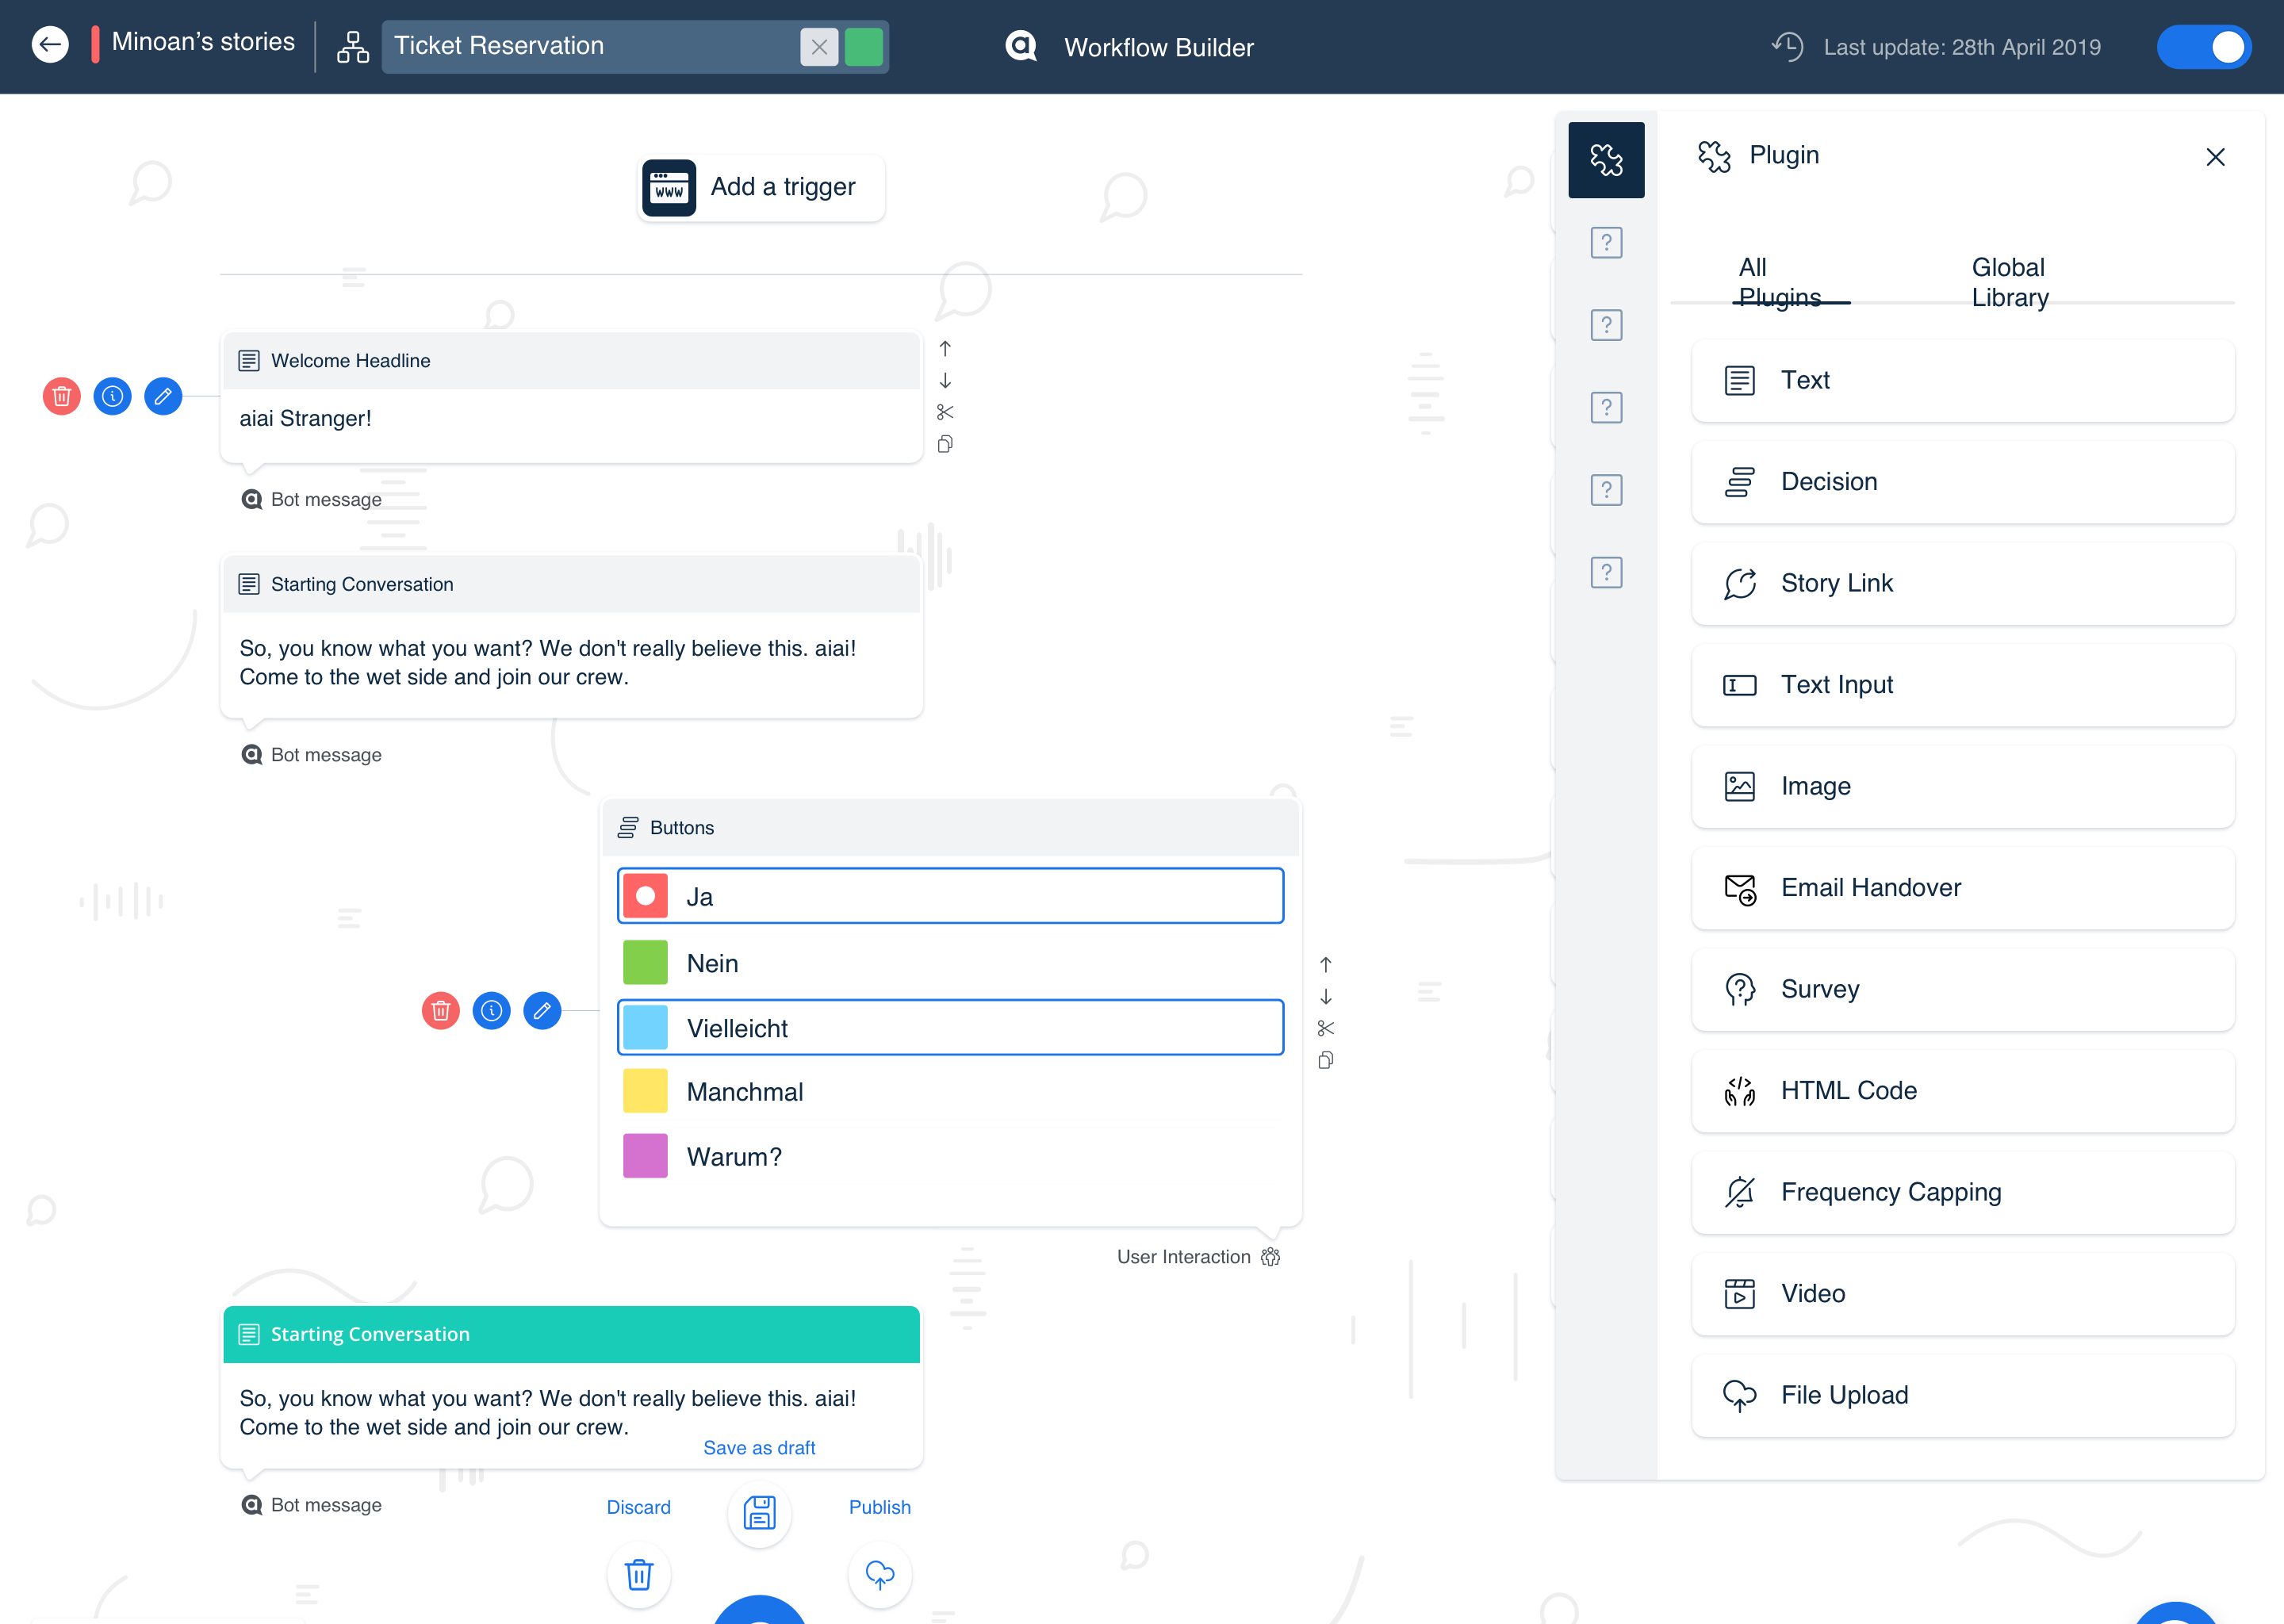 Minoan’s stories
Ticket Reservation
Workflow Builder
Last update: 28th April 2019
WWW
Add a trigger
Welcome Headline
aiai Stranger!
Bot message
Starting Conversation
So, you know what you want? We don't really believe this. aiai!
Come to the wet side and join our crew.
Bot message
Buttons
Ja
Nein
Vielleicht
Manchmal
Warum?
User Interaction
Starting Conversation
So, you know what you want? We don't really believe this. aiai!
Come to the wet side and join our crew.
Save as draft
Bot message
Discard
Publish
Plugin
All
Plugins
Global
Library
Text
Decision
Story Link
Text Input
Image
Email Handover
Survey
HTML Code
Frequency Capping
Video
File Upload